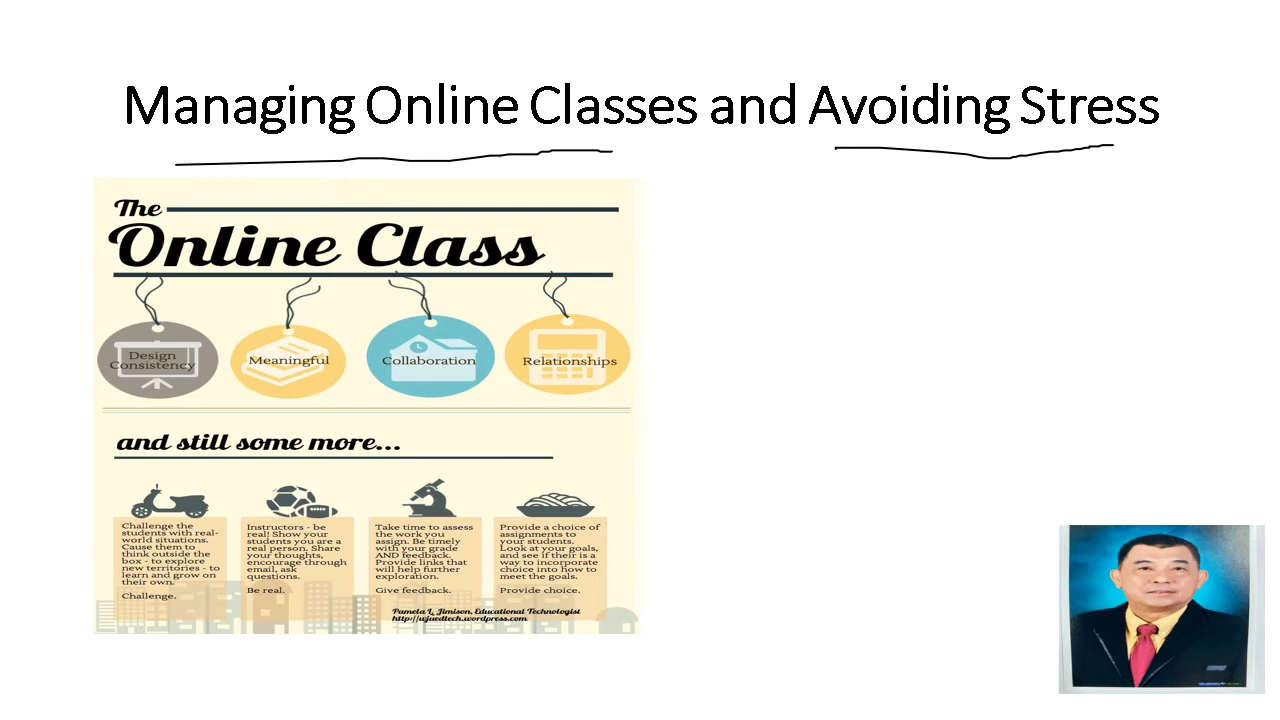 Managing Online Classes and Avoiding Stress
The
Online Class
Design
Consistency
Meaningful
Collaboration
Relationships
and still some more...
Challenge the
students with real-
world situations.
Cause them to
think outside the
box - to explore
new territories - to
learn and grow on
their own.
Challenge.
Instructors - be
real! Show your
students you are a
real person. Share
your thoughts,
encourage through
email, ask
questions.
Be real.
Take time to assess
the work you
assign. Be timely
with your grade
AND feedback.
Provide links that
will help further
exploration.
Give feedback.
Provide a choice of
assignments to
your students.
Look at your goals,
and see if their is a
way to incorporate
choice into how to
meet the goals.
Provide choice.
Pamela L. Jimison, Educational Technologist
http://wjuedtech.wordpress.com